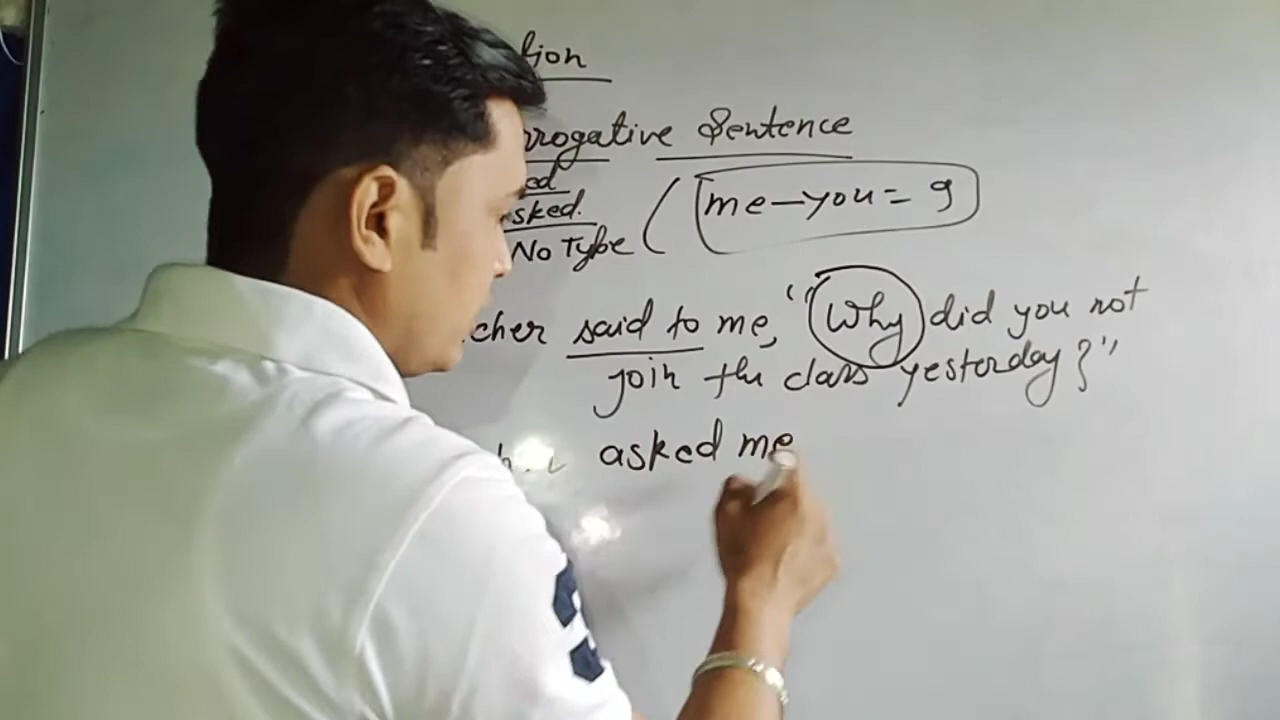 tion
rrogative Sentence
ed
sked.
No Type ( me—you = 9
cher said to me, "Why did you not
join the class yesterday?"
asked me